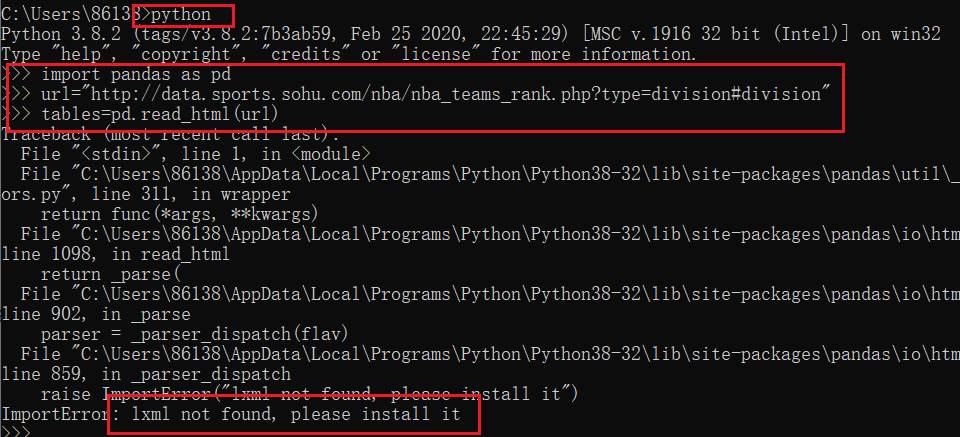 C:\Users\86138>python
Python 3.8.2 (tags/v3.8.2:7b3ab59, Feb 25 2020, 22:45:29) [MSC v.1916 32 bit (Intel)] on win32
Type "help", "copyright", "credits" or "license" for more information.
>>> import pandas as pd
>>> url="http://data.sports.sohu.com/nba/nba_teams_rank.php?type=division#division"
>>> tables=pd.read_html(url)
Traceback (most recent call last):
  File "<stdin>", line 1, in <module>
  File "C:\Users\86138\AppData\Local\Programs\Python\Python38-32\lib\site-packages\pandas\util\_
ors.py", line 311, in wrapper
    return func(*args, **kwargs)
  File "C:\Users\86138\AppData\Local\Programs\Python\Python38-32\lib\site-packages\pandas\io\htm
line 1098, in read_html
    return _parse(
  File "C:\Users\86138\AppData\Local\Programs\Python\Python38-32\lib\site-packages\pandas\io\htm
line 902, in _parse
    parser = _parser_dispatch(flav)
  File "C:\Users\86138\AppData\Local\Programs\Python\Python38-32\lib\site-packages\pandas\io\htm
line 859, in _parser_dispatch
    raise ImportError("lxml not found, please install it")
ImportError: lxml not found, please install it
>>>